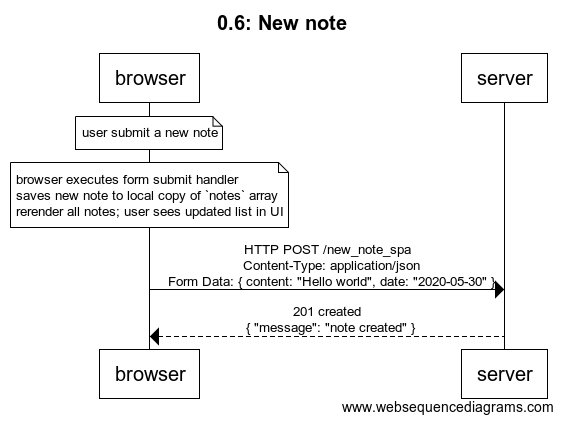 0.6: New note
browser
server
user submit a new note
browser executes form submit handler
saves new note to local copy of `notes` array
rerender all notes; user sees updated list in UI
HTTP POST /new_note_spa
Content-Type: application/json
Form Data: { content: "Hello world", date: "2020-05-30" }
201 created
{ "message": "note created" }
browser
server
www.websequencediagrams.com